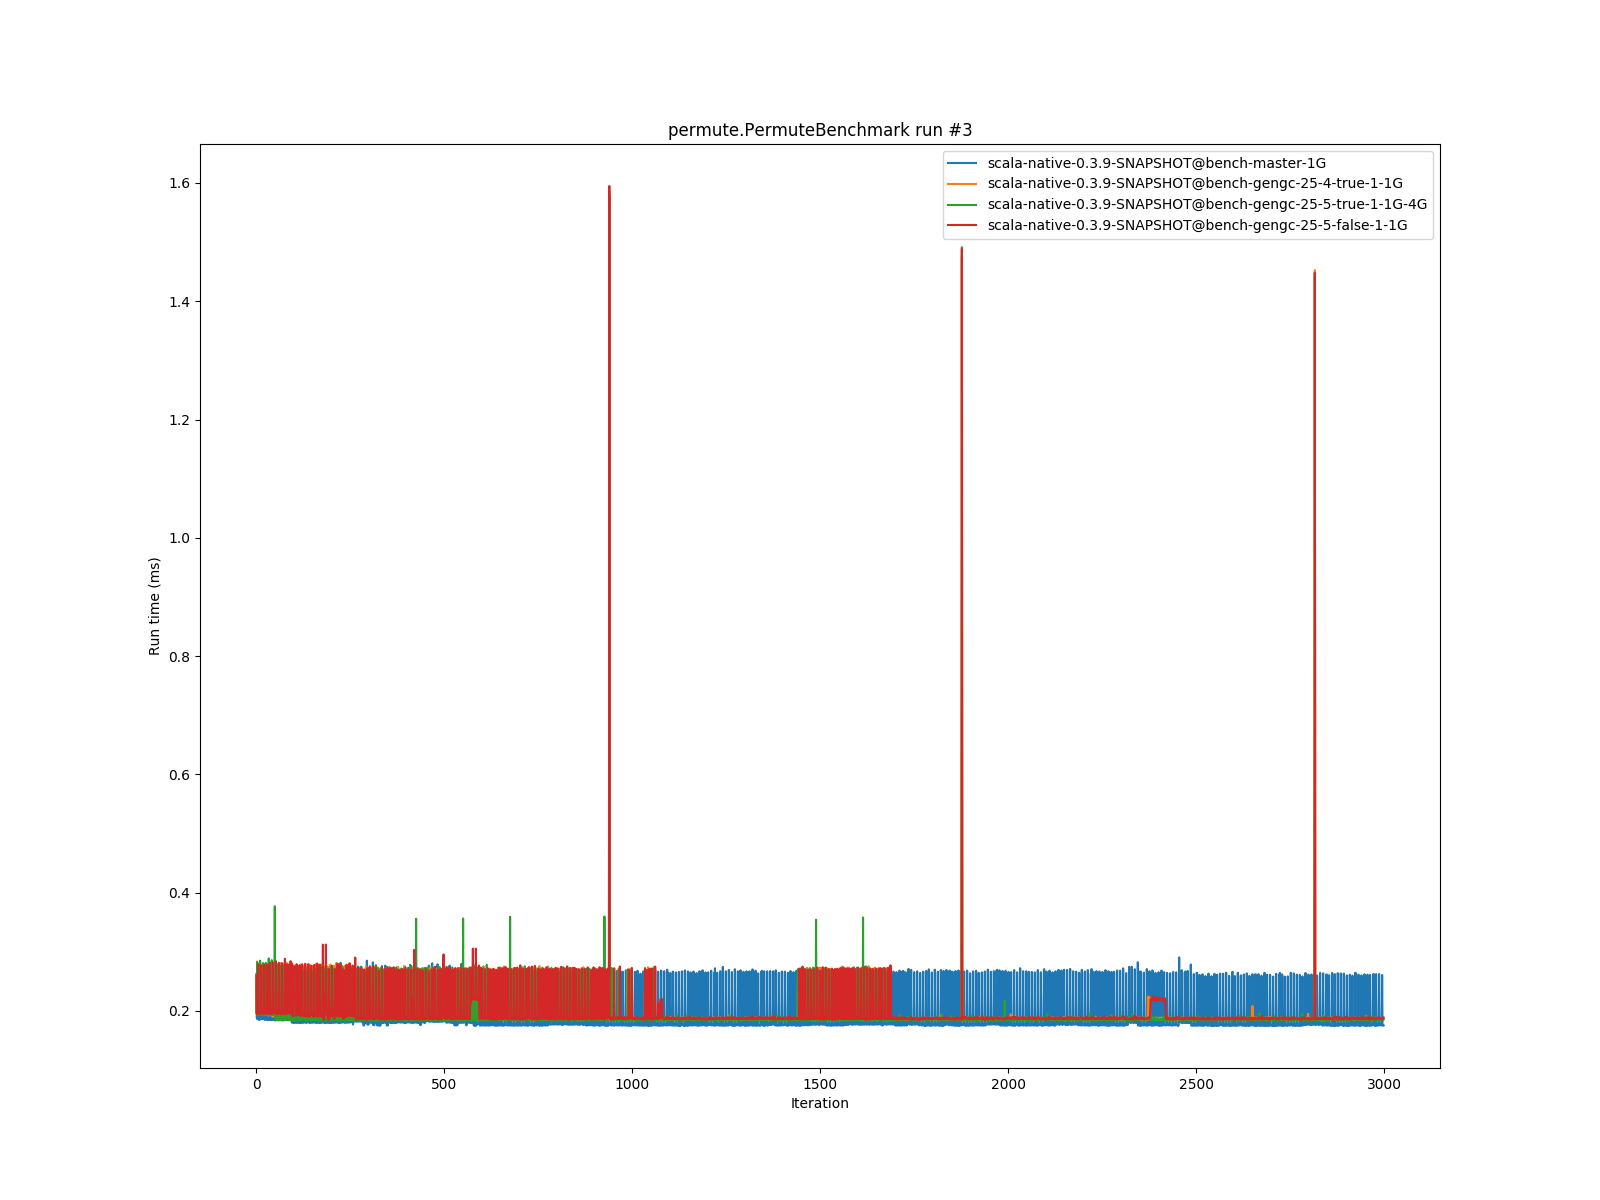 permute.PermuteBenchmark run #3
scala-native-0.3.9-SNAPSHOT@bench-master-1G
scala-native-0.3.9-SNAPSHOT@bench-gengc-25-4-true-1-1G
scala-native-0.3.9-SNAPSHOT@bench-gengc-25-5-true-1-1G-4G
scala-native-0.3.9-SNAPSHOT@bench-gengc-25-5-false-1-1G
1.6
1.4
1.2
1.0
0.8
0.6
0.4
0.2
Run time (ms)
0 500 1000 1500 2000 2500 3000
Iteration